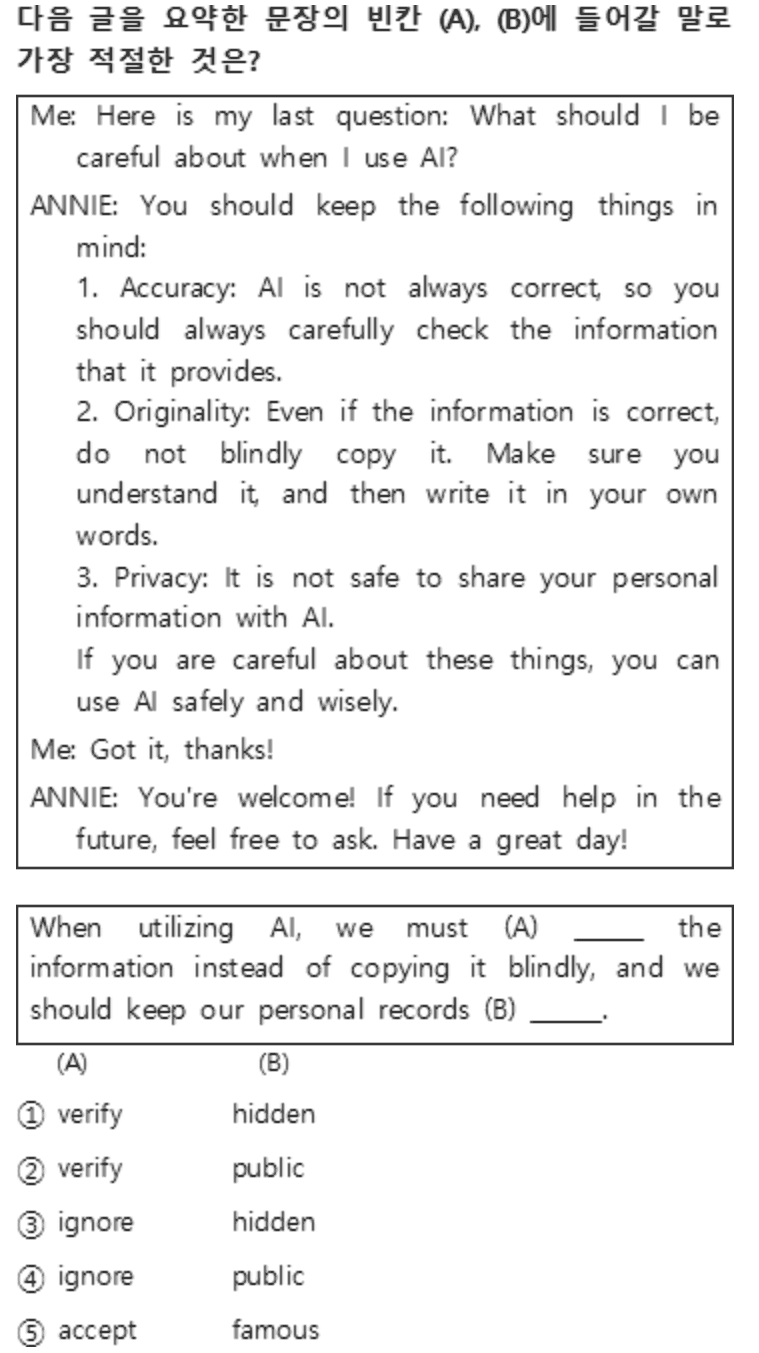 다음 글을 요약한 문장의 빈칸 (A), (B)에 들어갈 말로
가장 적절한 것은?
Me: Here is my last question: What should I be
careful about when I use AI?
ANNIE: You should keep the following things in
mind:
1. Accuracy: AI is not always correct, so you
should always carefully check the information
that it provides.
2. Originality: Even if the information is correct,
do not blindly copy it. Make sure you
understand it, and then write it in your own
words.
3. Privacy: It is not safe to share your personal
information with AI.
If you are careful about these things, you can
use AI safely and wisely.
Me: Got it, thanks!
ANNIE: You're welcome! If you need help in the
future, feel free to ask. Have a great day!
When utilizing AI, we must (A) _____ the
information instead of copying it blindly, and we
should keep our personal records (B) _____.
(A) (B)
① verify hidden
② verify public
③ ignore hidden
④ ignore public
⑤ accept famous